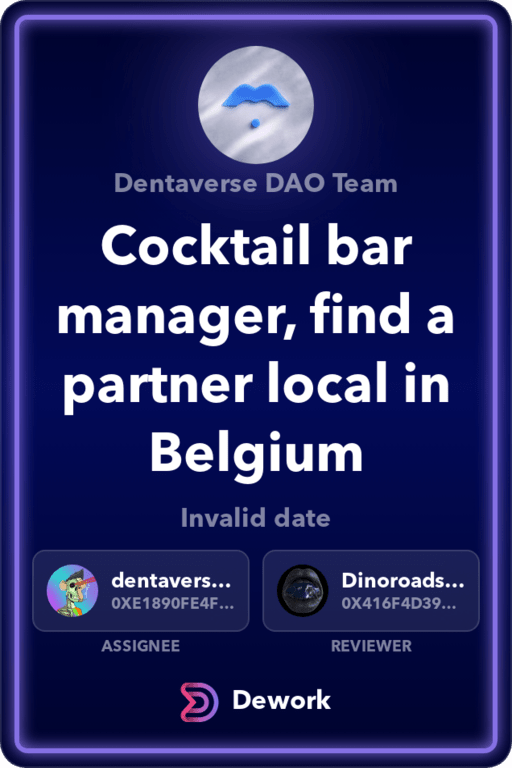 Dentaverse DAO Team
Cocktail bar
manager, find a
partner local in
Belgium
Invalid date
dentavers...
0XE1890FE4F...
Dinoroads...
0X416F4D39...
ASSIGNEE
REVIEWER
Dework